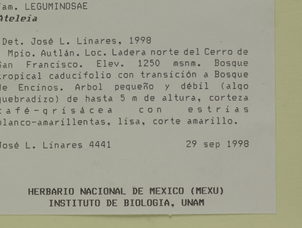 am. LEGUMINOSAE
Ateleia
Det. José L. Linares, 1998
Mpio. Autlán. Loc. Ladera norte del Cerro de
San Francisco. Elev. 1250 msnm. Bosque
tropical caducifolio con transición a Bosque
de Encinos. Arbol pequeño y débil (algo
quebradizo) de hasta 5 m de altura, corteza
café-grisácea con estrías
blanco-amarillentas, lisa, corte amarillo.
José L. Linares 4441 29 sep 1998
HERBARIO NACIONAL DE MEXICO (MEXU)
INSTITUTO DE BIOLOGIA, UNAM